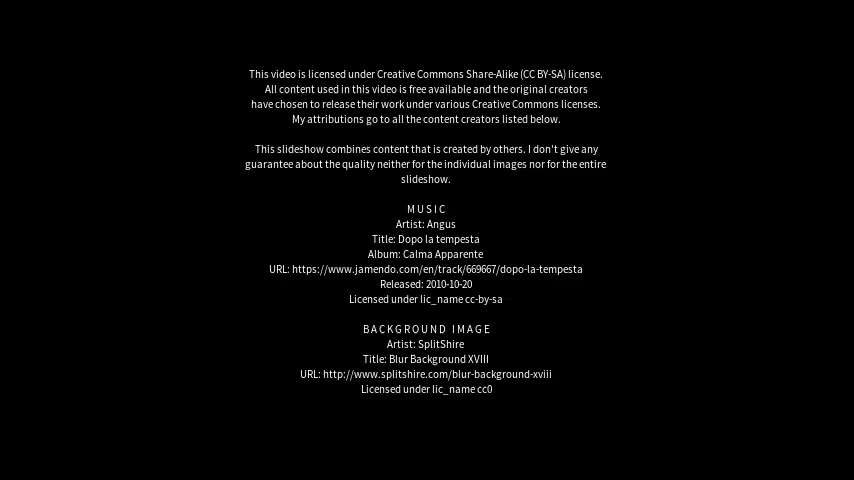 This video is licensed under Creative Commons Share-Alike (CC BY-SA) license.
All content used in this video is free available and the original creators
have chosen to release their work under various Creative Commons licenses.
My attributions go to all the content creators listed below.
This slideshow combines content that is created by others. I don't give any
guarantee about the quality neither for the individual images nor for the entire
slideshow.
MUSIC
Artist: Angus
Title: Dopo la tempesta
Album: Calma Apparente
URL: https://www.jamendo.com/en/track/669667/dopo-la-tempesta
Released: 2010-10-20
Licensed under lic_name cc-by-sa
BACKGROUND IMAGE
Artist: SplitShire
Title: Blur Background XVIII
URL: http://www.splitshire.com/blur-background-xviii
Licensed under lic_name cc0